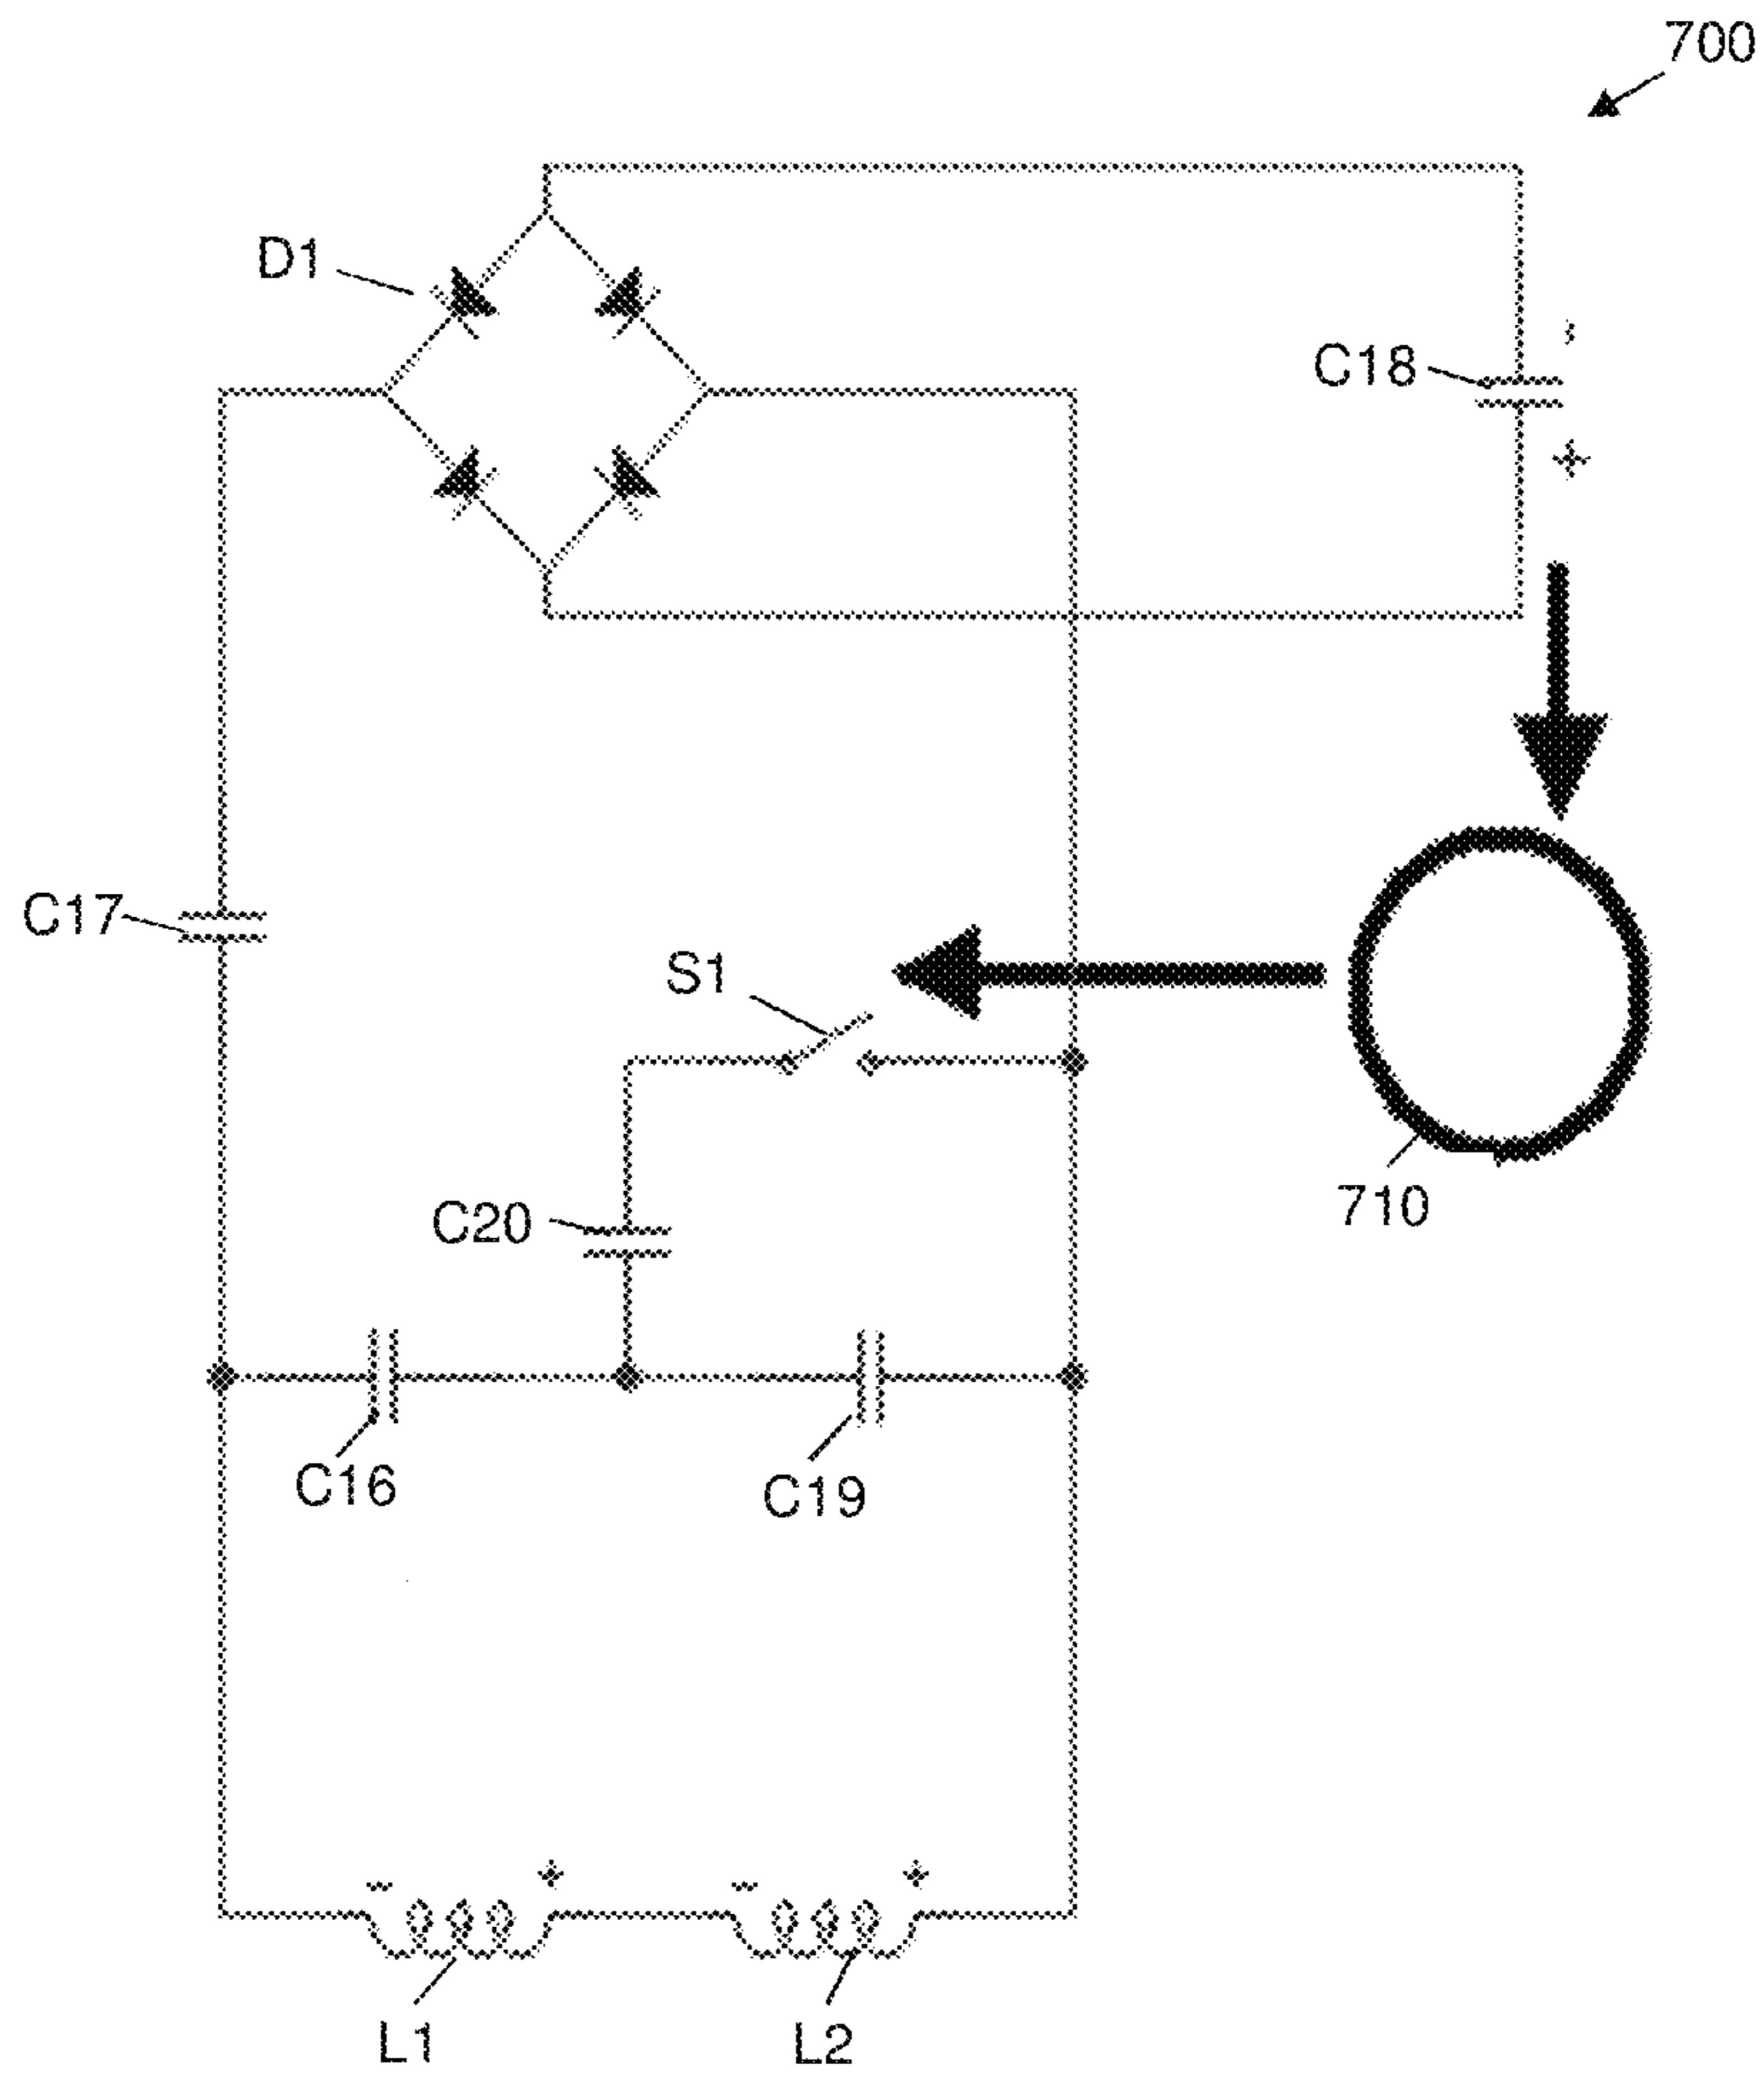 700
D1
C18
-
+
C17
S1
C20
710
C16
C19
- + - +
L1
L2